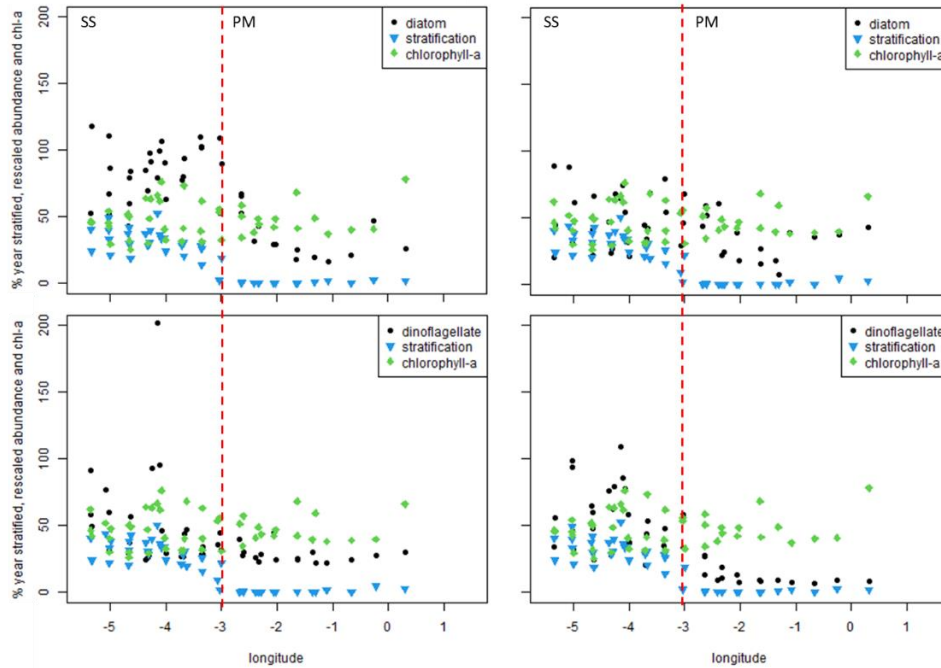 SS PM
diatom
stratification
chlorophyll-a
200
150
100
50
0
% year stratified, rescaled abundance and chl-a
diatom
stratification
chlorophyll-a
dinoflagellate
stratification
chlorophyll-a
200
150
100
50
0
% year stratified, rescaled abundance and chl-a
-5 -4 -3 -2 -1 0 1
longitude
SS PM
dinoflagellate
stratification
chlorophyll-a
-5 -4 -3 -2 -1 0 1
longitude